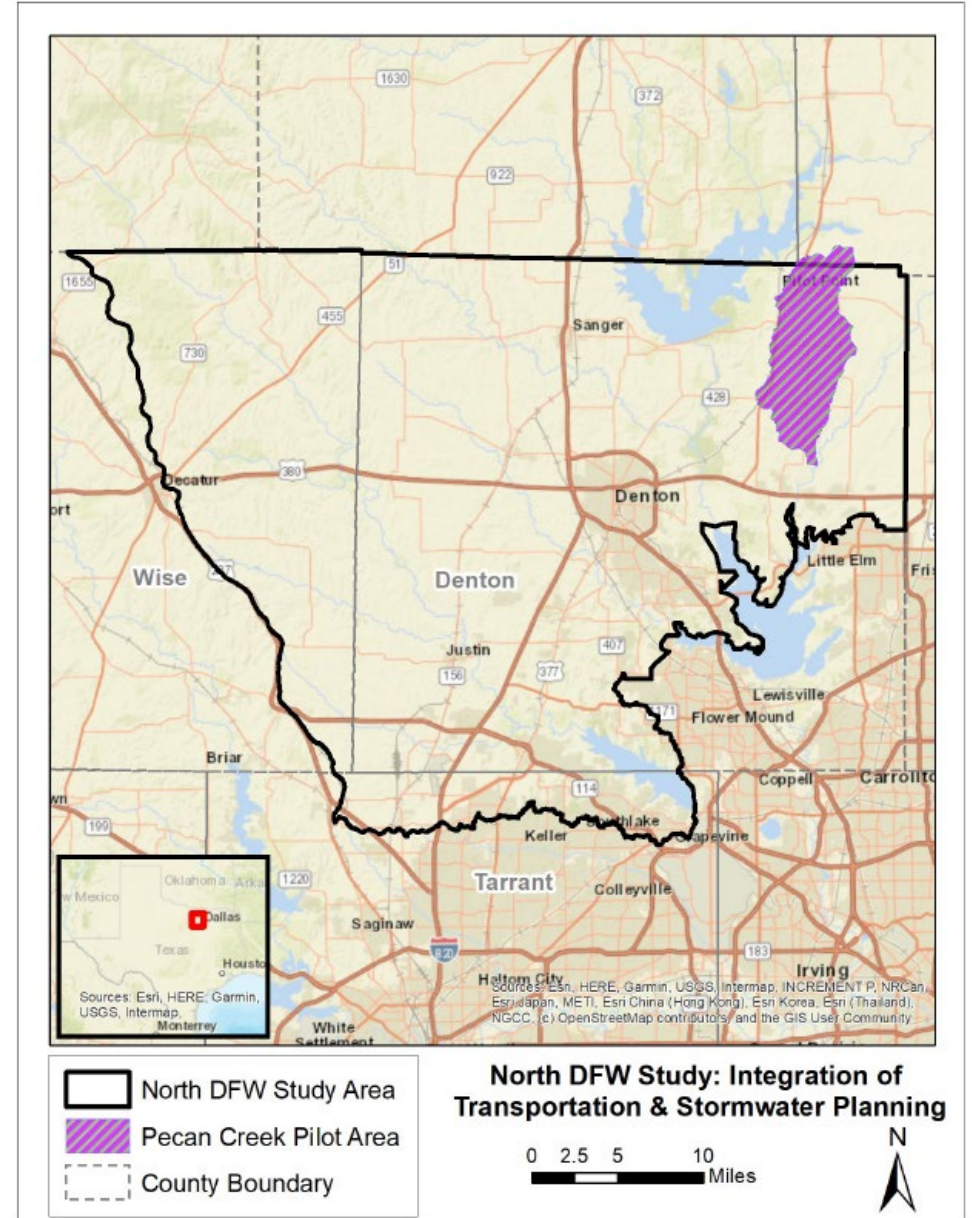 1630
372
922
51
1655
Pilot Point
455
Sanger
730
428
Decatur
380
Denton
ort
Little Elm
Wise
Denton
Fris
407
Justin
377
156
Lewisville
171
Flower Mound
Briar
Coppell
Carrollto
114
wn
199
Southlake
Keller
Grapevine
1220
Tarrant
Colleyville
Oklahoma
Arka
w Mexico
Dallas
Saginaw
820
183
Texas
Housto
Irving
Haltom City
Sources: Esri, HERE, Garmin, USGS, Intermap, INCREMENT P, NRCan,
Esri Japan, METI, Esri China (Hong Kong), Esri Korea, Esri (Thailand),
NGCC, (c) OpenStreetMap contributors, and the GIS User Community
Sources: Esri, HERE, Garmin,
USGS, Intermap,
Monterrey
White
Settlement
North DFW Study Area
Pecan Creek Pilot Area
County Boundary
North DFW Study: Integration of
Transportation & Stormwater Planning
N
0 2.5 5 10
Miles